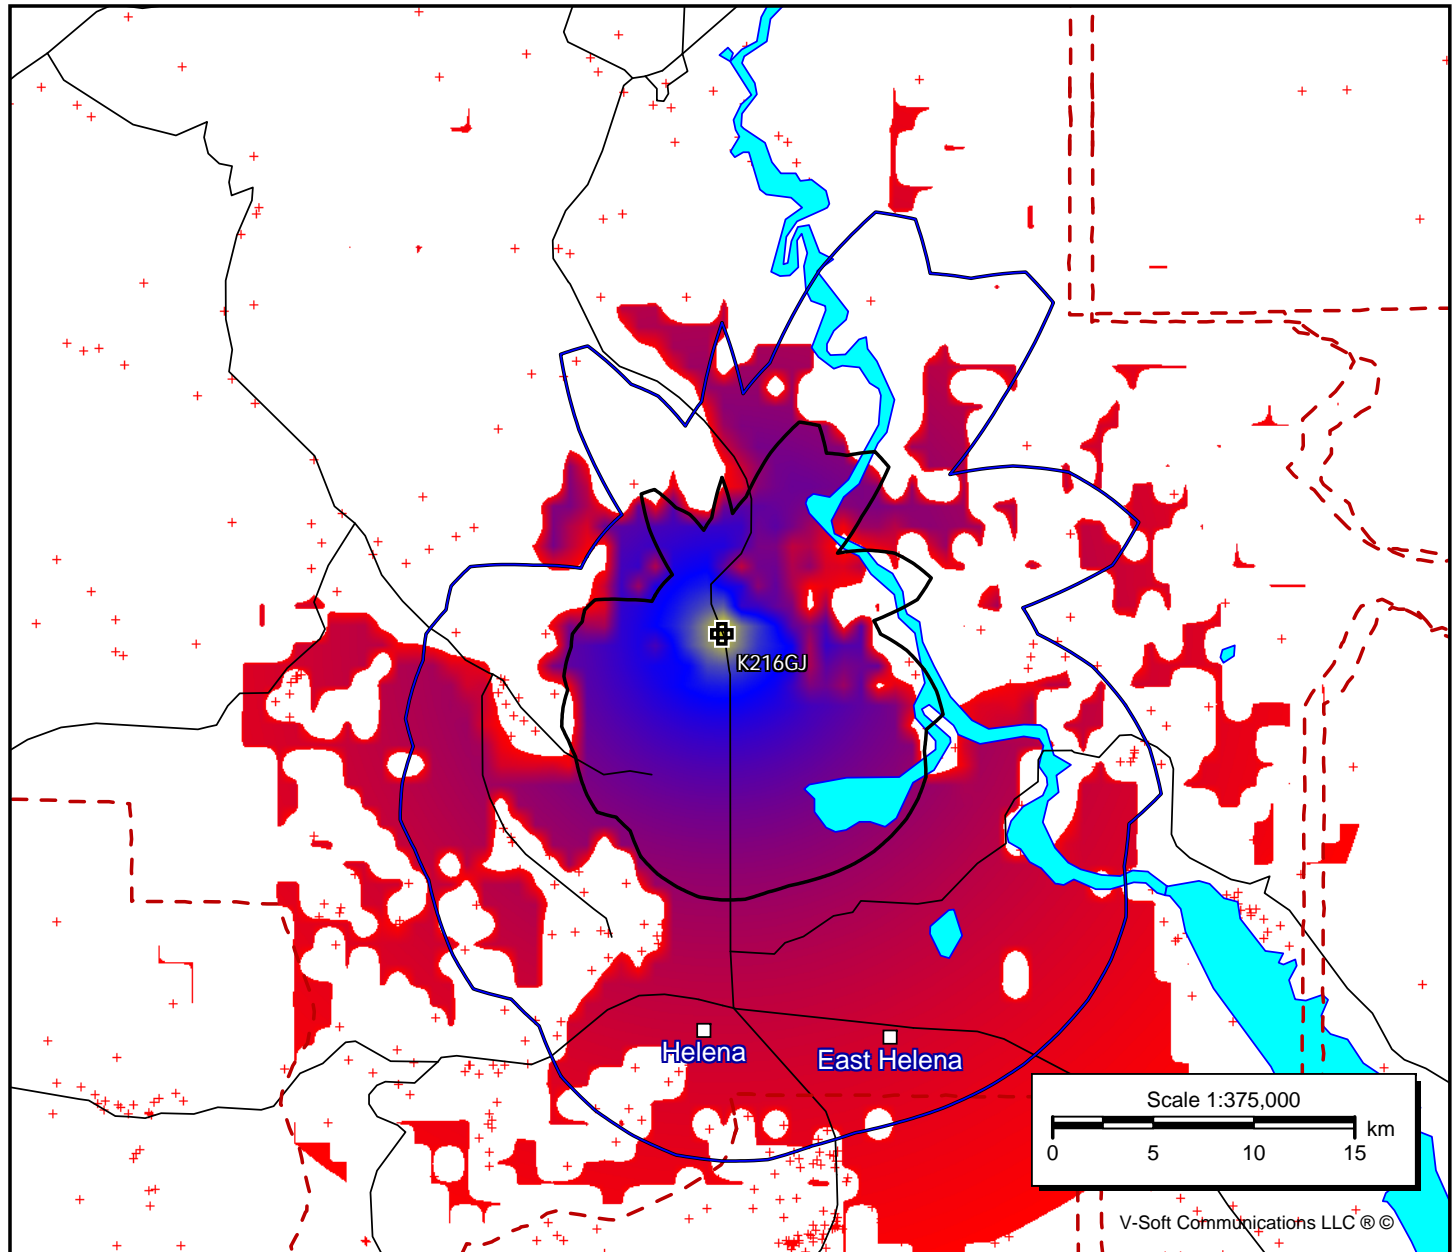 K216GJ
Helena
East Helena
Scale 1:375,000
km
0 5 10 15
V-Soft Communications LLC ® ©